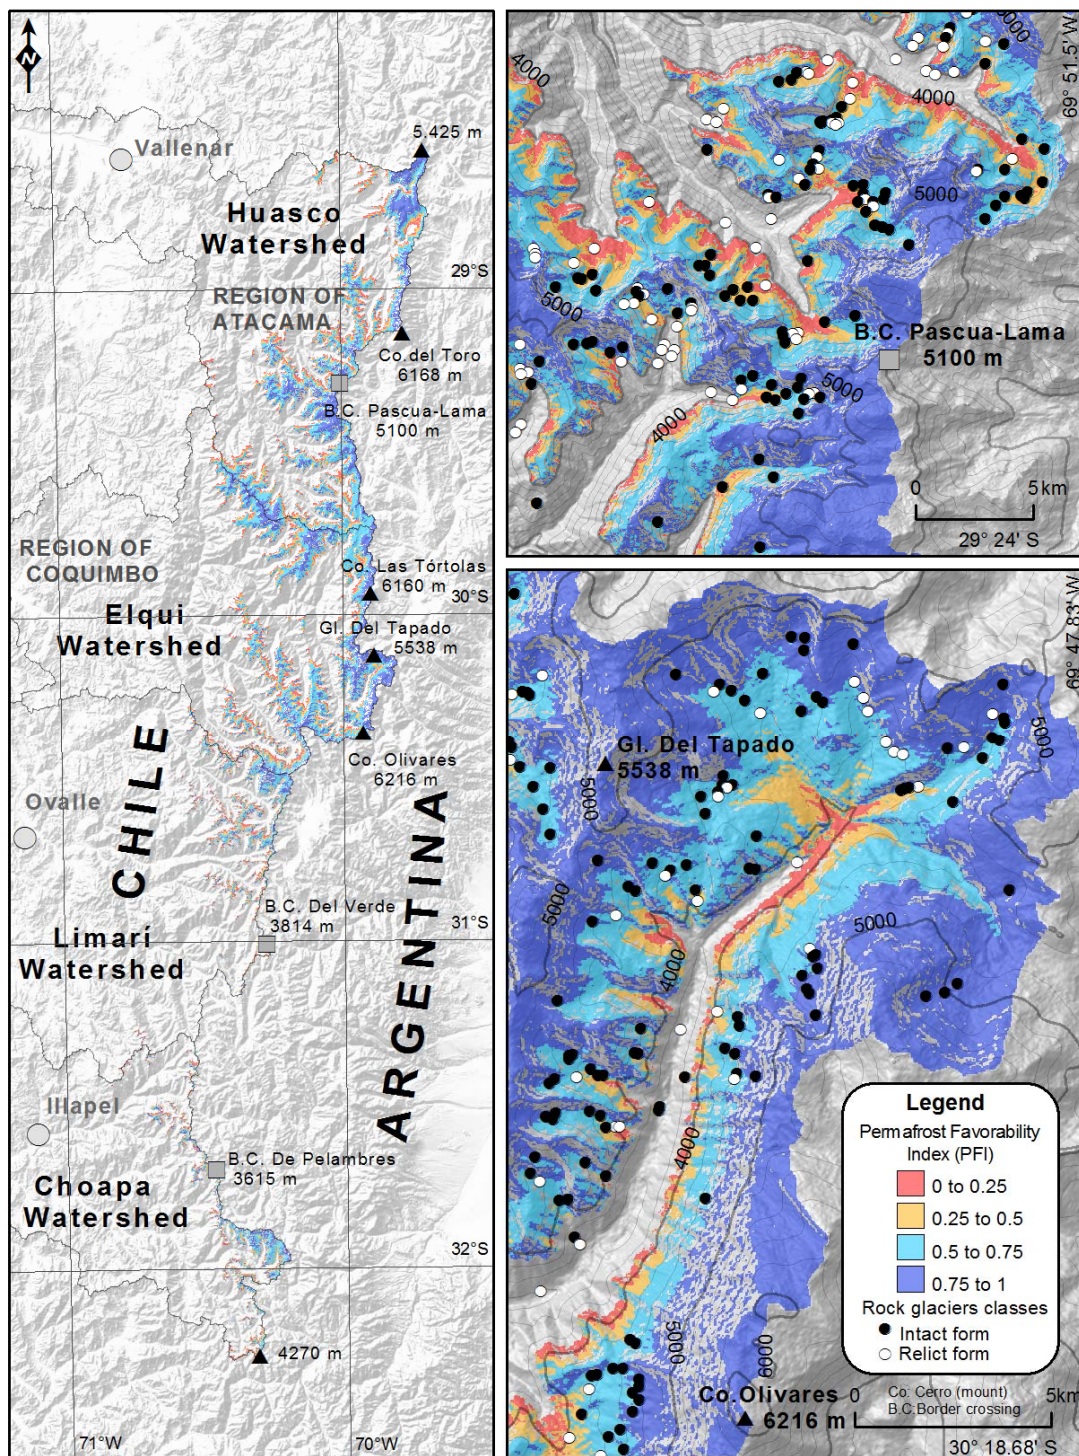 N
Vallenar
5.425 m
Huasco
Watershed
29°S
REGION OF
ATACAMA
Co.del Toro
6168 m
B.C. Pascua-Lama
5100 m
REGION OF
COQUIMBO
Co. Las Tórtolas
6160 m
30°S
Elqui
Watershed
Gl. Del Tapado
5538 m
CHILE
Co. Olivares
6216 m
Ovalle
ARGENTINA
B.C. Del Verde
3814 m
31°S
Limarí
Watershed
Illapel
B.C. De Pelambres
3615 m
Choapa
Watershed
32°S
4270 m
71°W
70°W
4000
5000
69° 51.5' W
4000
5000
5000
B.C. Pascua-Lama
5100 m
5000
4000
0 5km
29° 24' S
69° 47.83' W
5000
Gl. Del Tapado
5538 m
5000
5000
5000
4000
4000
5000
6000
Legend
Permafrost Favorability
Index (PFI)
0 to 0.25
0.25 to 0.5
0.5 to 0.75
0.75 to 1
Rock glaciers classes
Intact form
Relict form
Co.Olivares
6216 m
0 5km
Co: Cerro (mount)
B.C:Border crossing
30° 18.68' S